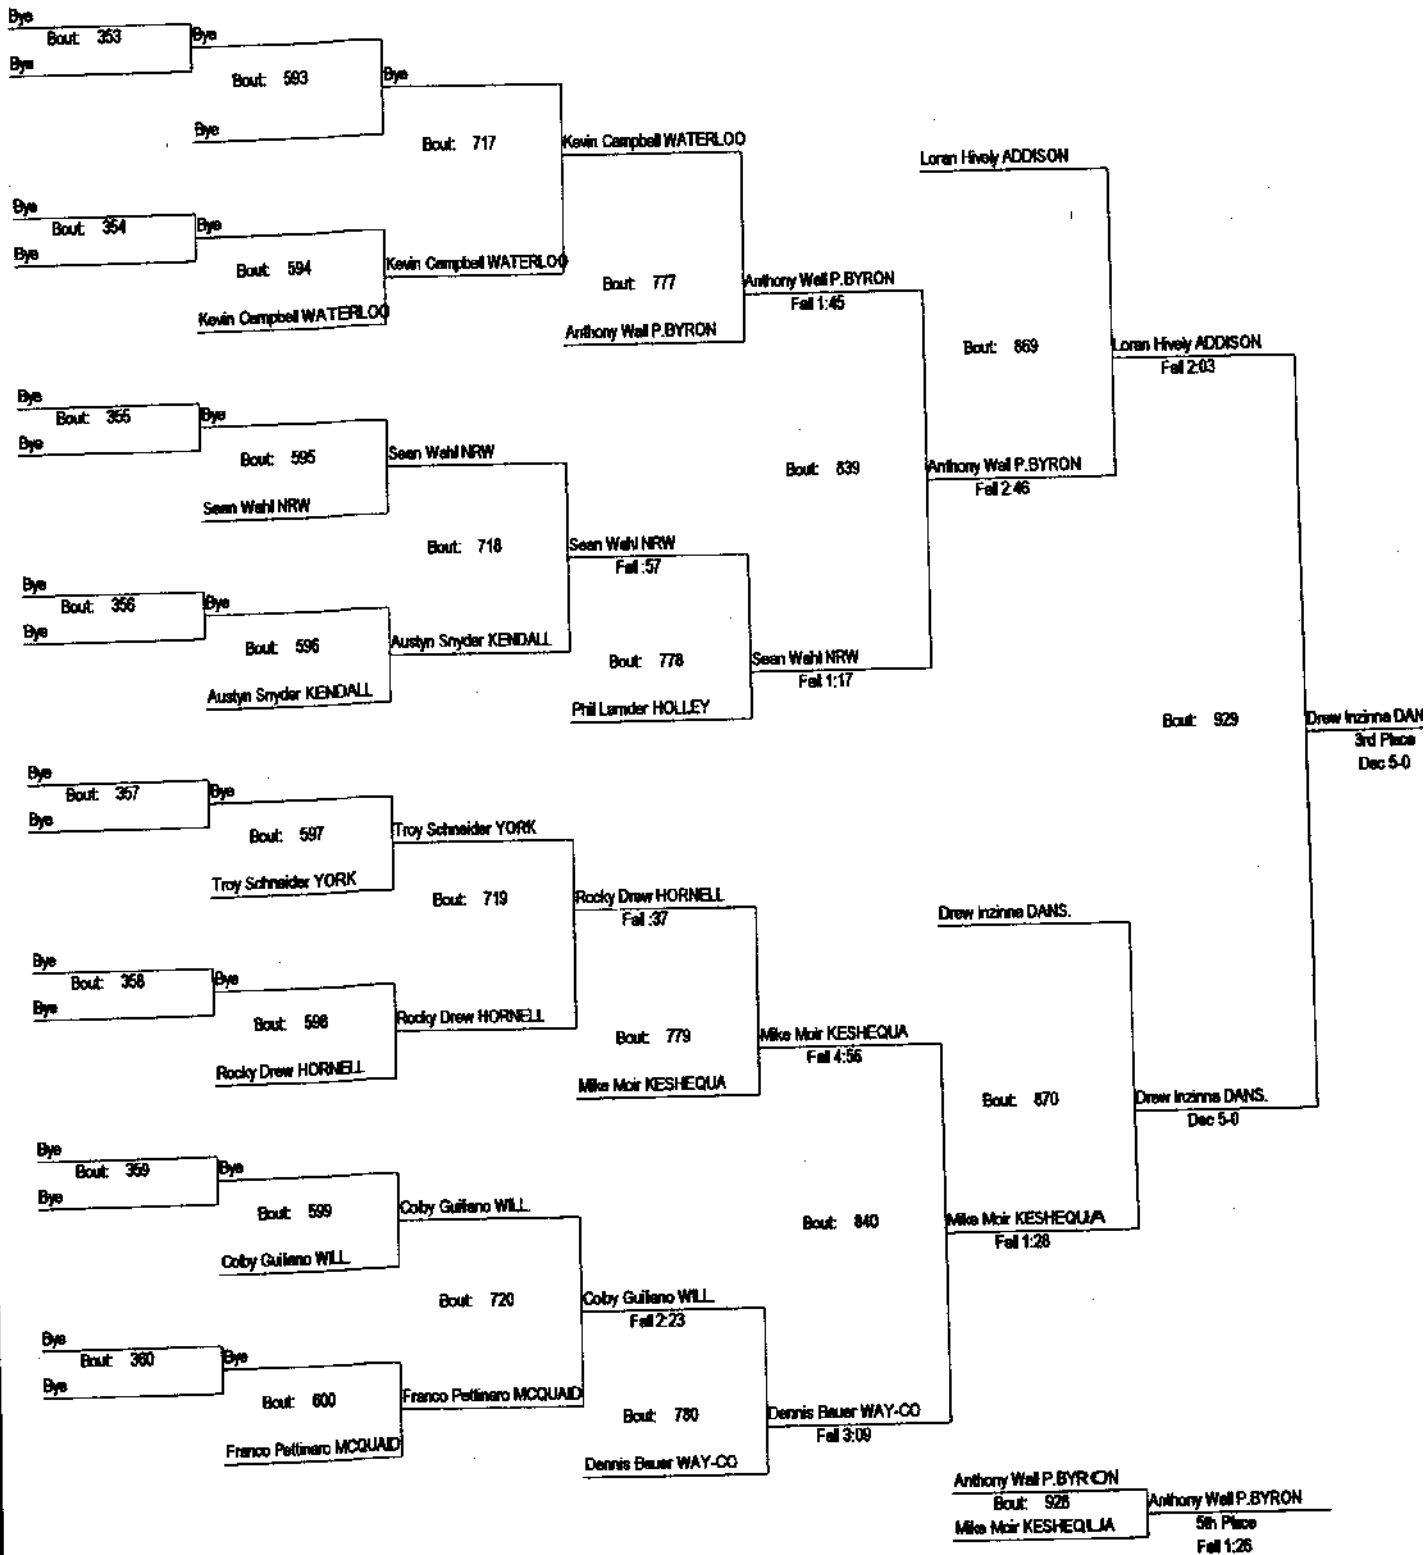 Bye
Bout: 353
Bye
Bye
Bout: 593
Bye
Bye
Bout: 717
Kevin Campbell WATERLOO
Bye
Bout: 354
Bye
Bye
Bout: 594
Kevin Campbell WATERLOO
Kevin Campbell WATERLOO
Bout: 777
Anthony Wall P.BYRON
Anthony Wall P.BYRON
Fall 1:45
Loran Hively ADDISON
Bout: 869
Loran Hively ADDISON
Fall 2:03
Bye
Bout: 355
Bye
Bye
Bout: 595
Sean Wahl NRW
Sean Wahl NRW
Bout: 718
Sean Wahl NRW
Fall :57
Bout: 839
Anthony Wall P.BYRON
Fall 2:46
Bye
Bout: 356
Bye
Bye
Bout: 596
Austyn Snyder KENDALL
Austyn Snyder KENDALL
Bout: 778
Phil Lamder HOLLEY
Sean Wahl NRW
Fall 1:17
Bout: 929
Drew Inzinna DAN
3rd Place
Dec 5-0
Bye
Bout: 357
Bye
Bye
Bout: 597
Troy Schneider YORK
Troy Schneider YORK
Bout: 719
Rocky Drew HORNELL
Fall :37
Drew Inzinna DANS.
Bye
Bout: 358
Bye
Bye
Bout: 598
Rocky Drew HORNELL
Rocky Drew HORNELL
Bout: 779
Mike Moir KESHEQUA
Mike Moir KESHEQUA
Fall 4:56
Bout: 870
Drew Inzinna DANS.
Dec 5-0
Bye
Bout: 359
Bye
Bye
Bout: 599
Coby Guiliano WILL.
Coby Guiliano WILL.
Bout: 720
Coby Guiliano WILL.
Fall 2:23
Bout: 840
Mike Moir KESHEQUA
Fall 1:28
Bye
Bout: 360
Bye
Bye
Bout: 600
Franco Pettinaro MCQUAID
Franco Pettinaro MCQUAID
Bout: 780
Dennis Bauer WAY-CO
Dennis Bauer WAY-CO
Fall 3:09
Anthony Wall P.BYRON
Bout: 928
Mike Moir KESHEQUA
Anthony Wall P.BYRON
5th Place
Fall 1:26